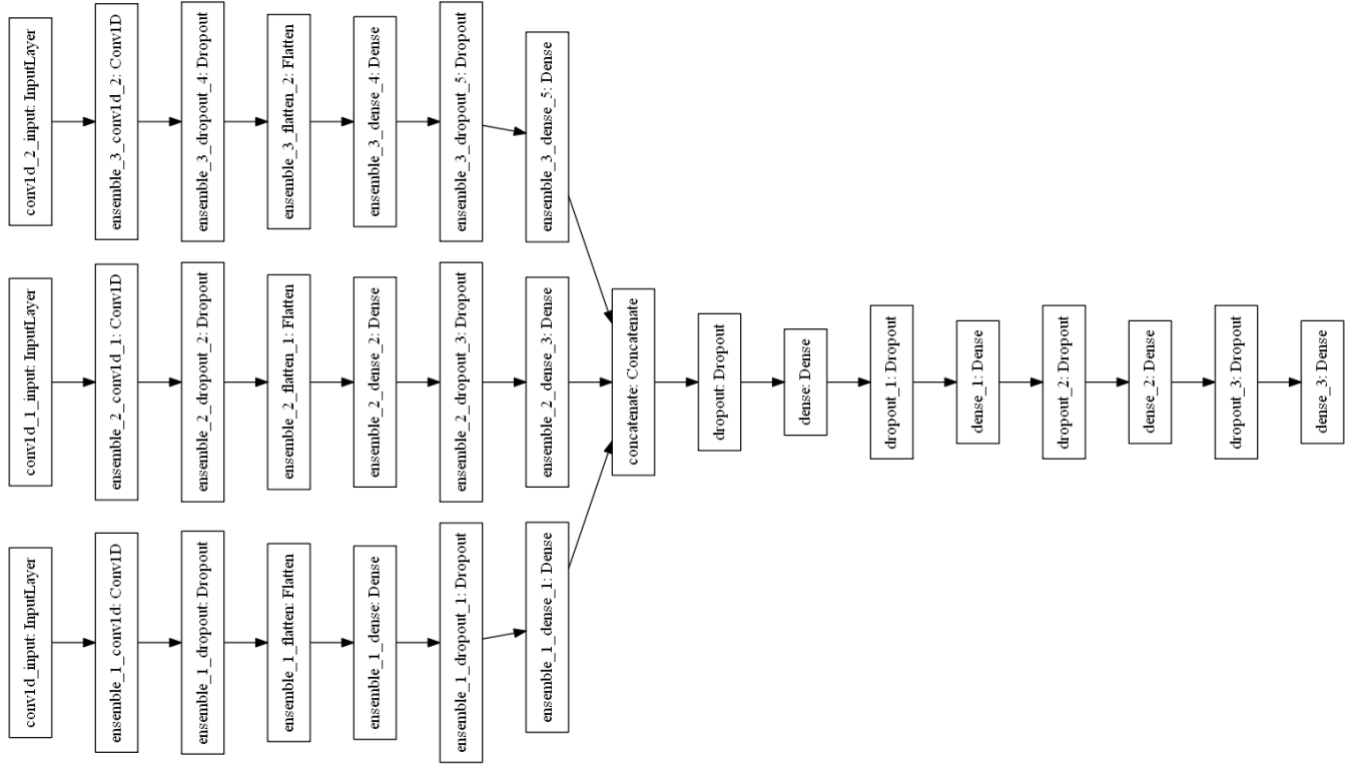 conv1d_2_input: InputLayer
ensemble_3_conv1d_2: Conv1D
ensemble_3_dropout_4: Dropout
ensemble_3_flatten_2: Flatten
ensemble_3_dense_4: Dense
ensemble_3_dropout_5: Dropout
ensemble_3_dense_5: Dense
conv1d_1_input: InputLayer
ensemble_2_conv1d_1: Conv1D
ensemble_2_dropout_2: Dropout
ensemble_2_flatten_1: Flatten
ensemble_2_dense_2: Dense
ensemble_2_dropout_3: Dropout
ensemble_2_dense_3: Dense
conv1d_input: InputLayer
ensemble_1_conv1d: Conv1D
ensemble_1_dropout: Dropout
ensemble_1_flatten: Flatten
ensemble_1_dense: Dense
ensemble_1_dropout_1: Dropout
ensemble_1_dense_1: Dense
concatenate: Concatenate
dropout: Dropout
dense: Dense
dropout_1: Dropout
dense_1: Dense
dropout_2: Dropout
dense_2: Dense
dropout_3: Dropout
dense_3: Dense